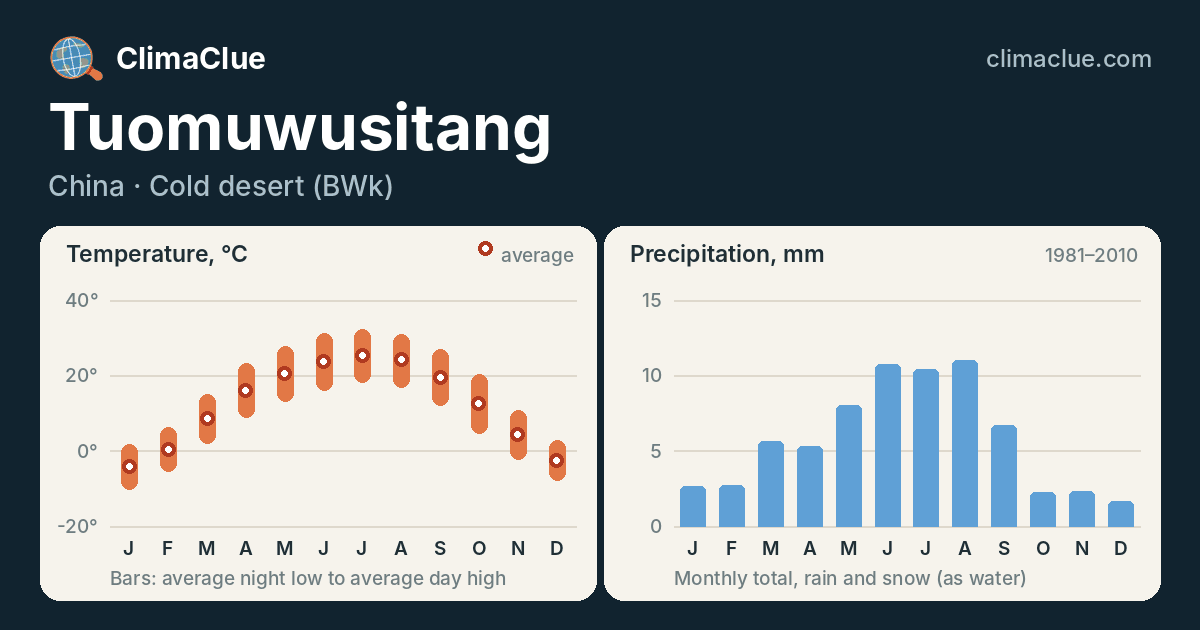 ClimaClue
climaclue.com
Tuomuwusitang
China · Cold desert (BWk)
Temperature, °C
average
40°
20°
0°
-20°
J F M A M J J A S O N D
Bars: average night low to average day high
Precipitation, mm
1981–2010
15
10
5
0
J F M A M J J A S O N D
Monthly total, rain and snow (as water)